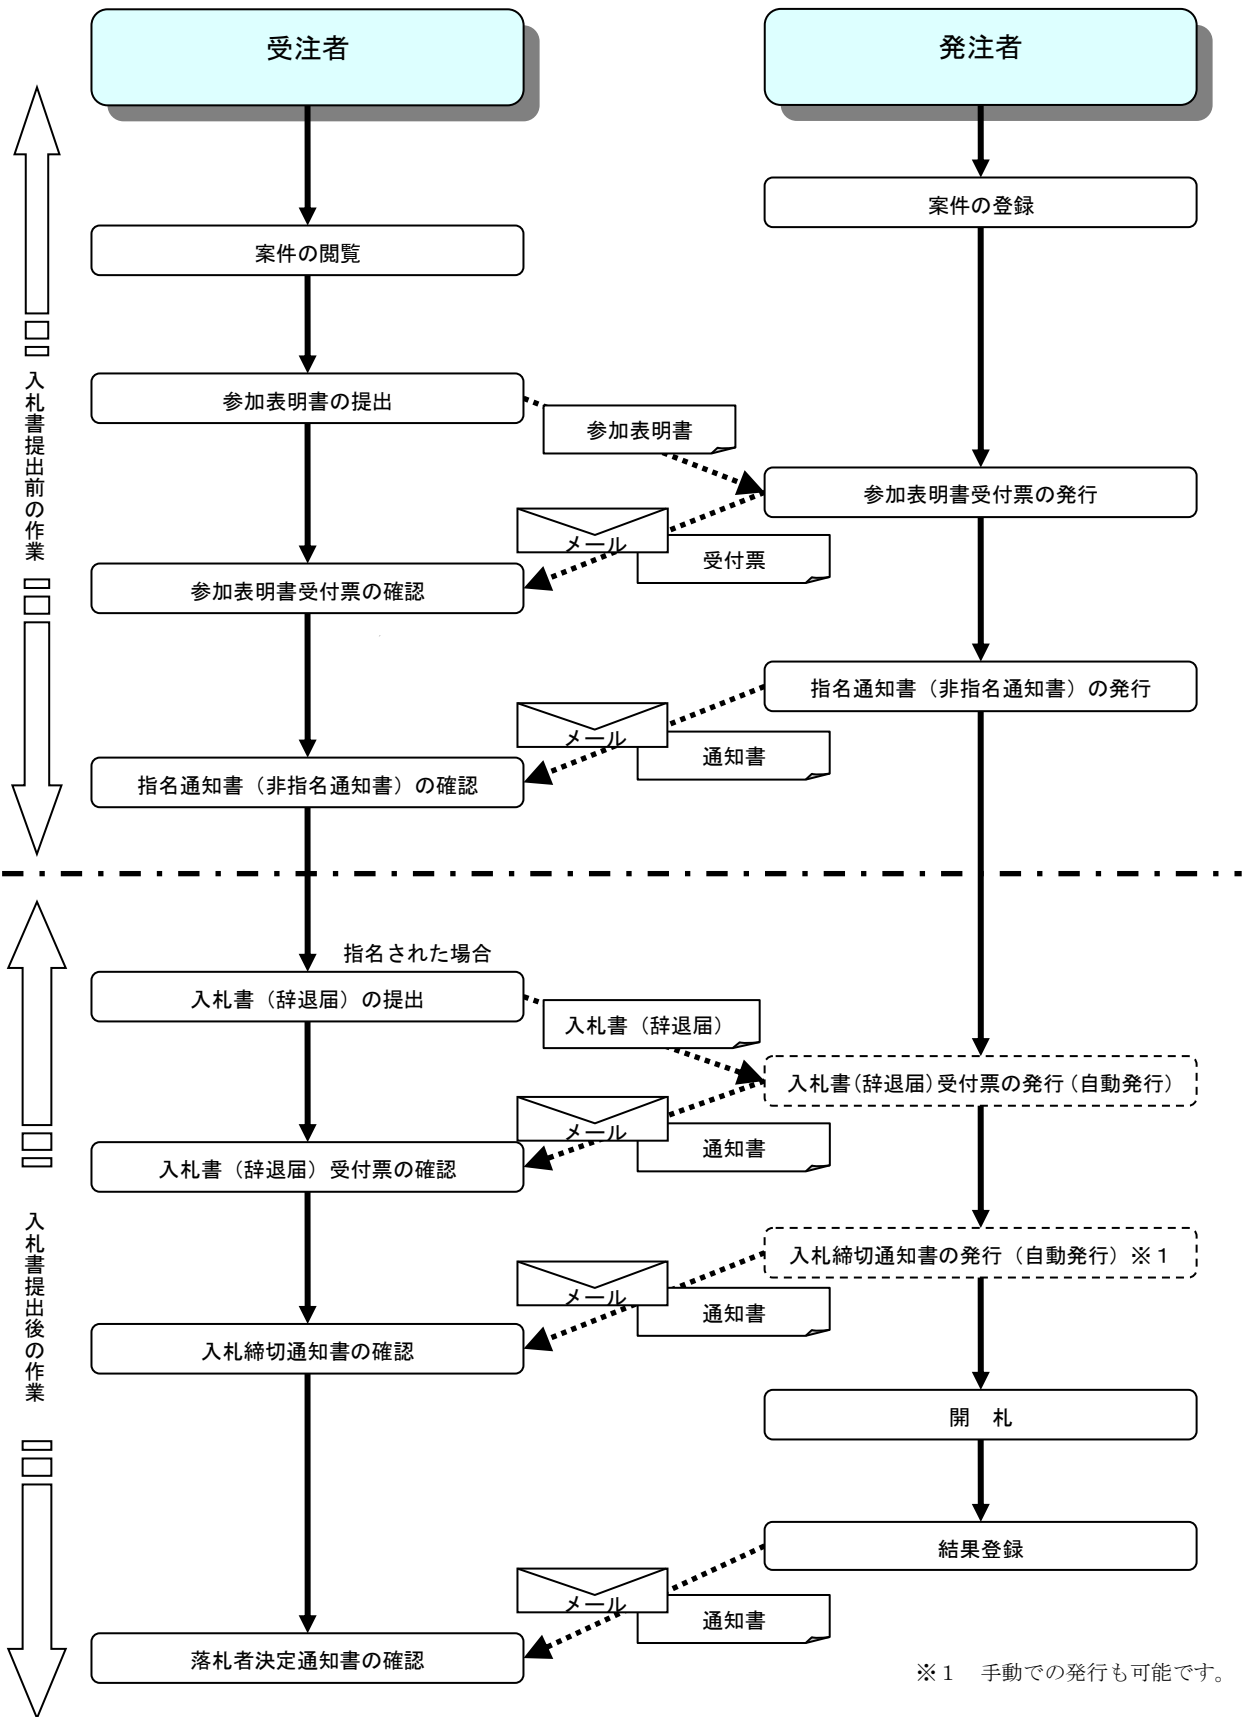 受注者
発注者
案件の登録
案件の閲覧
入札書提出前の作業
参加表明書の提出
参加表明書
参加表明書受付票の発行
メール
受付票
参加表明書受付票の確認
指名通知書（非指名通知書）の発行
メール
通知書
指名通知書（非指名通知書）の確認
指名された場合
入札書（辞退届）の提出
入札書（辞退届）
入札書（辞退届）受付票の発行（自動発行）
メール
通知書
入札書（辞退届）受付票の確認
入札書提出後の作業
入札締切通知書の発行（自動発行）※１
メール
通知書
入札締切通知書の確認
開　札
結果登録
メール
通知書
落札者決定通知書の確認
※１　手動での発行も可能です。